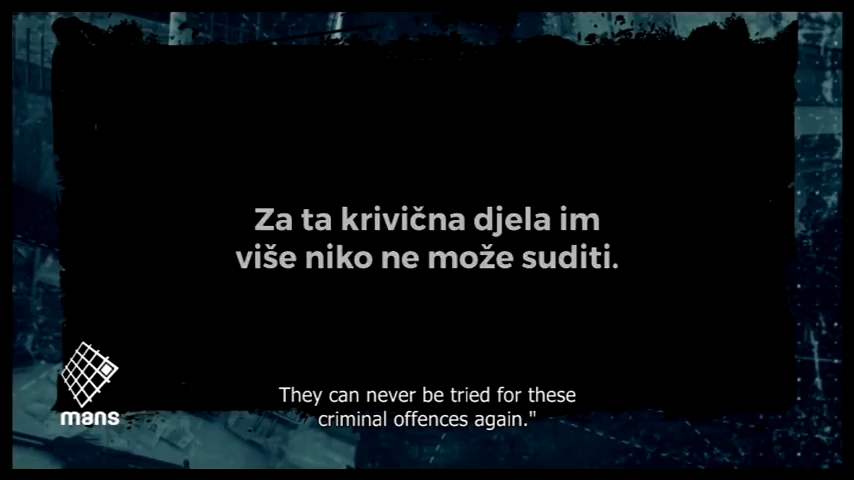 Za ta krivična djela im
više niko ne može suditi.
mans
They can never be tried for these
criminal offences again."